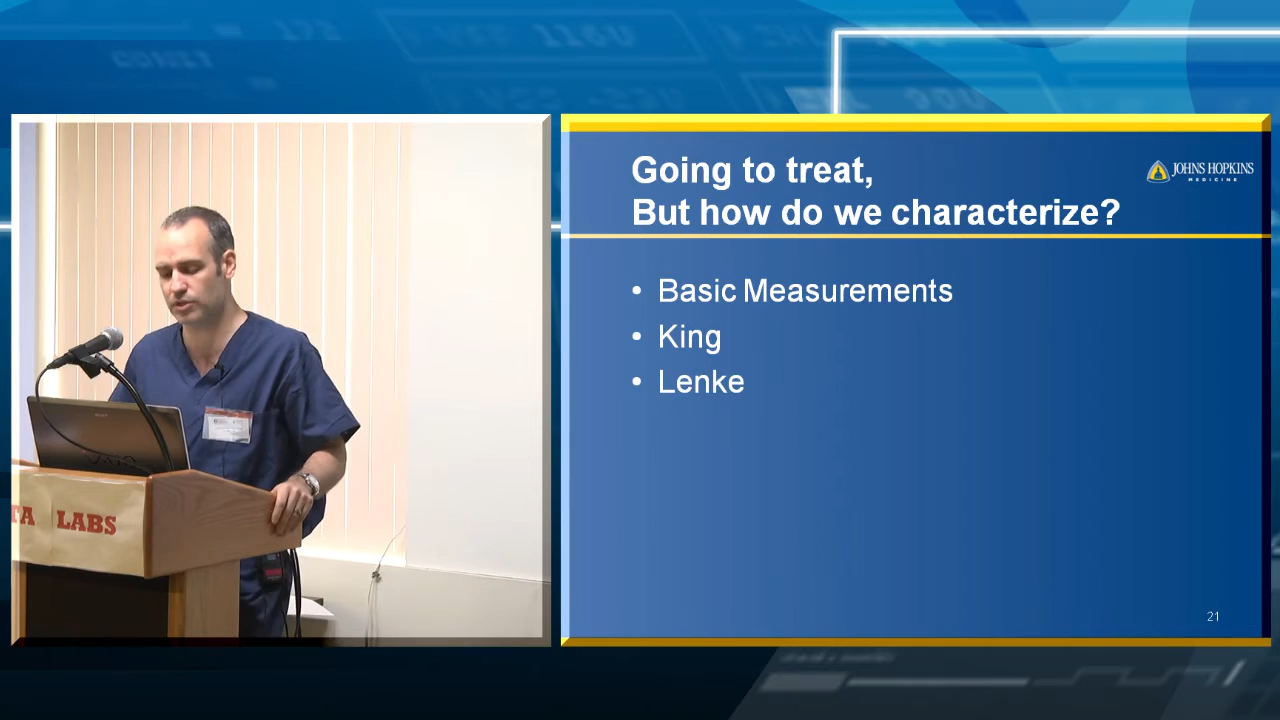 Going to treat,
But how do we characterize?
JOHNS HOPKINS
MEDICINE
• Basic Measurements
• King
• Lenke
LABS
21